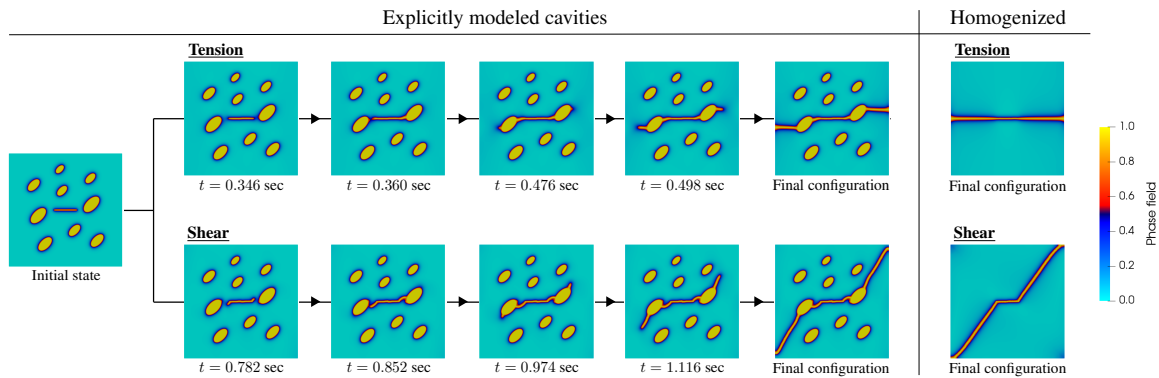 Explicitly modeled cavities
Homogenized
Tension
Tension
t = 0.346 sec
t = 0.360 sec
t = 0.476 sec
t = 0.498 sec
Final configuration
Final configuration
Initial state
Shear
Shear
t = 0.782 sec
t = 0.852 sec
t = 0.974 sec
t = 1.116 sec
Final configuration
Final configuration
1.0
0.8
0.6
0.4
0.2
0.0
Phase field